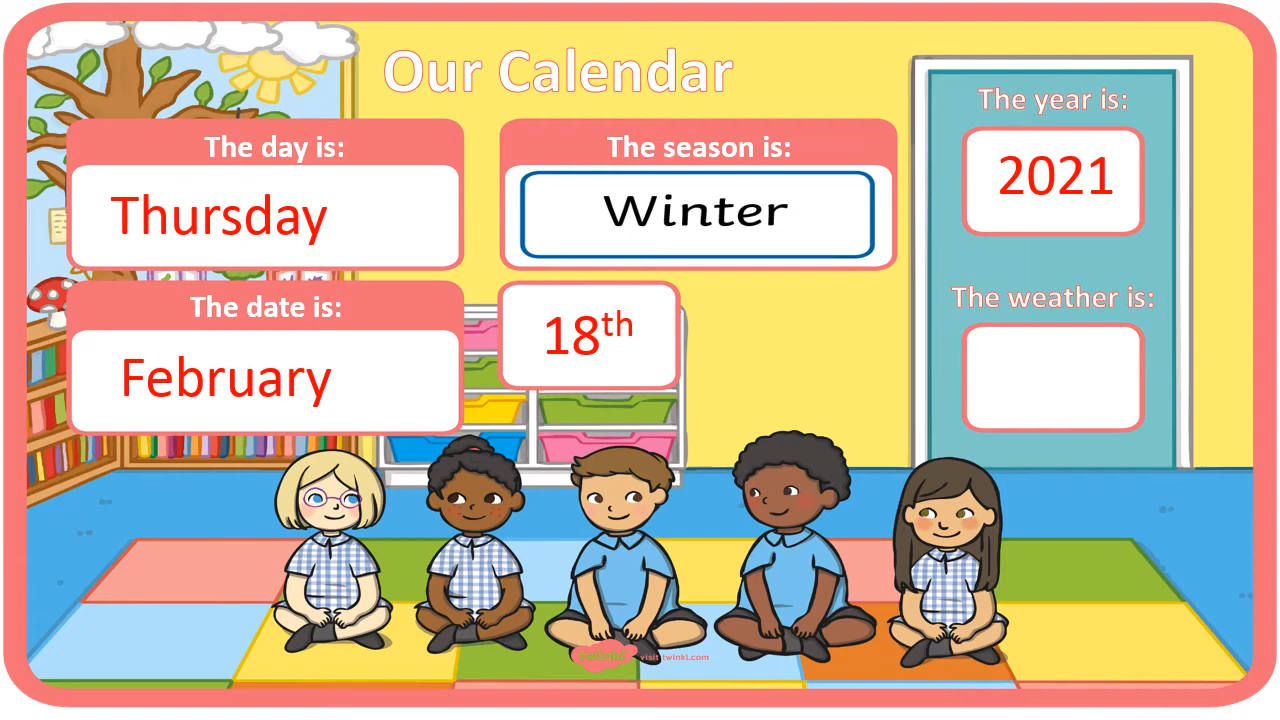 Our Calendar
The day is:
Thursday
The season is:
Winter
The year is:
2021
The date is:
February
18th
The weather is:
twinkl visit twinkl.com